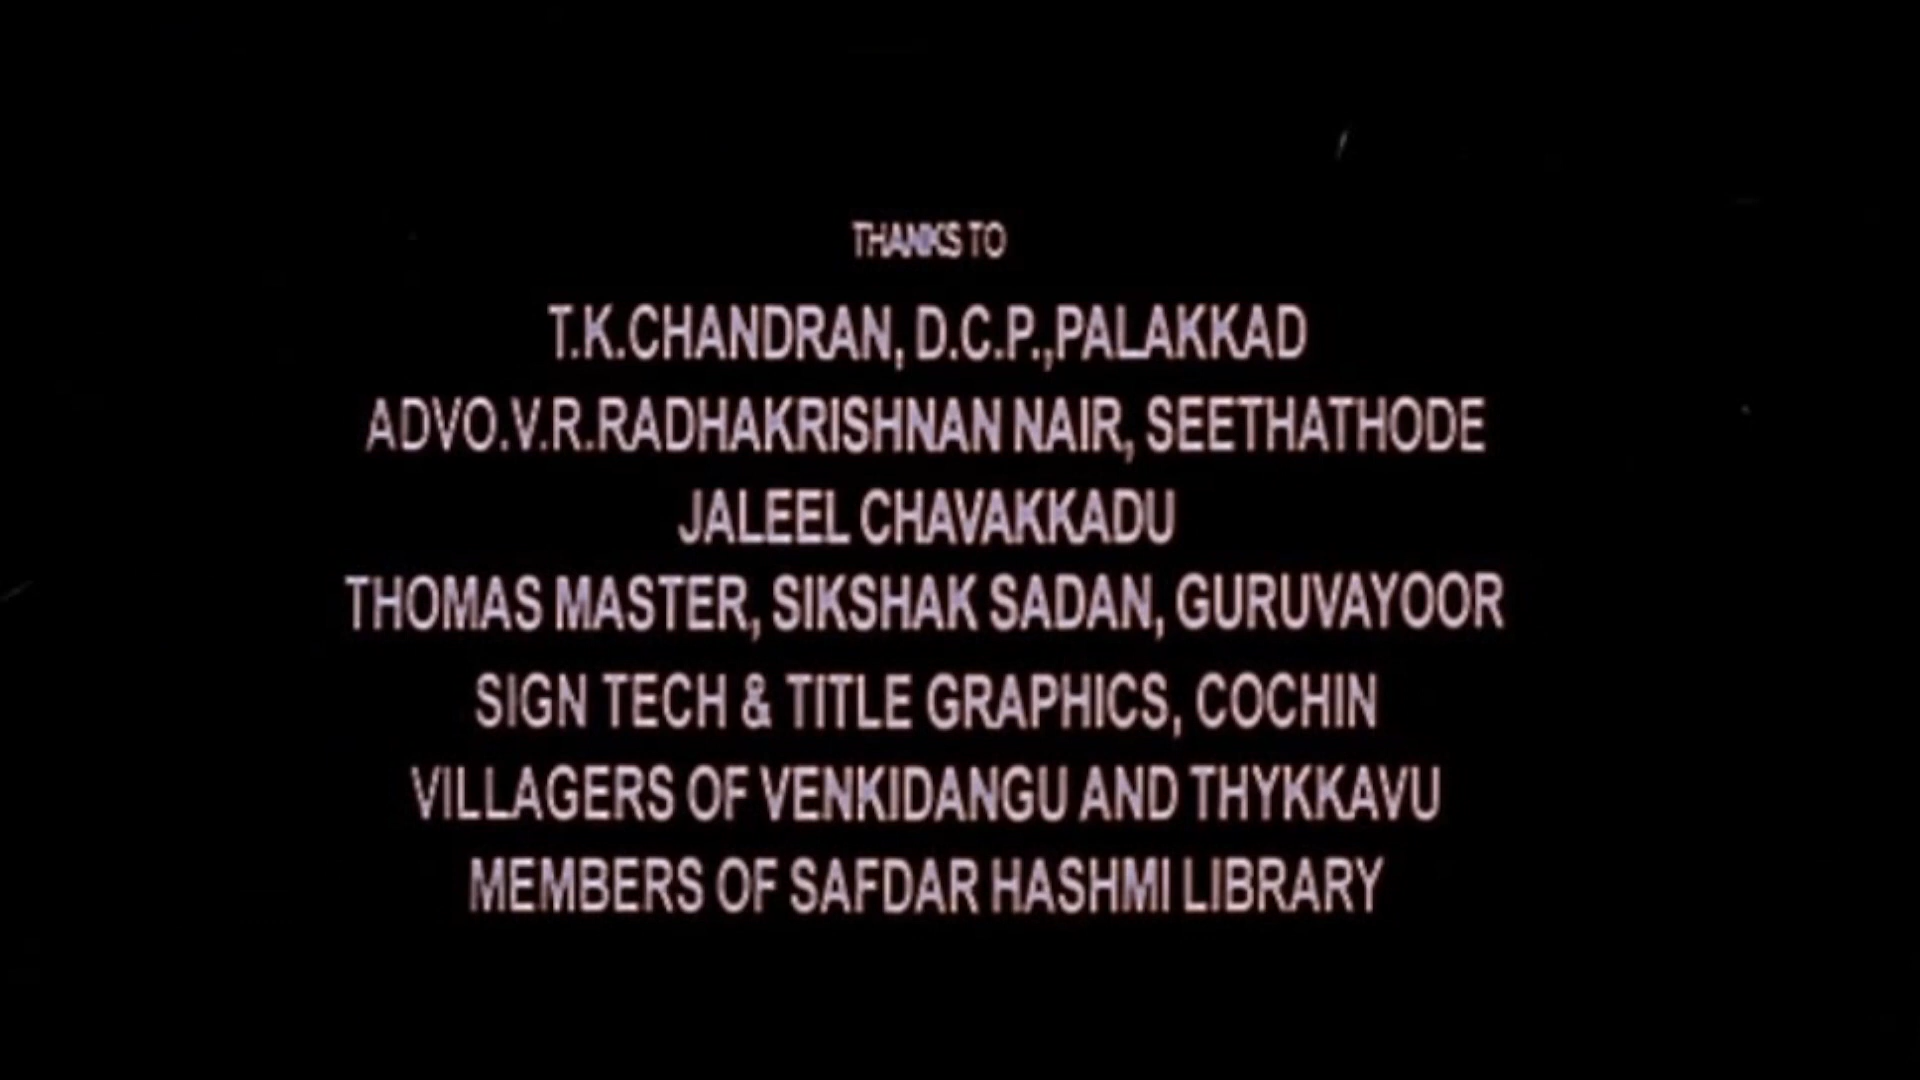 THANKS TO
T.K.CHANDRAN, D.C.P.,PALAKKAD
ADVO.V.R.RADHAKRISHNAN NAIR, SEETHATHODE
JALEEL CHAVAKKADU
THOMAS MASTER, SIKSHAK SADAN, GURUVAYOOR
SIGN TECH & TITLE GRAPHICS, COCHIN
VILLAGERS OF VENKIDANGU AND THYKKAVU
MEMBERS OF SAFDAR HASHMI LIBRARY